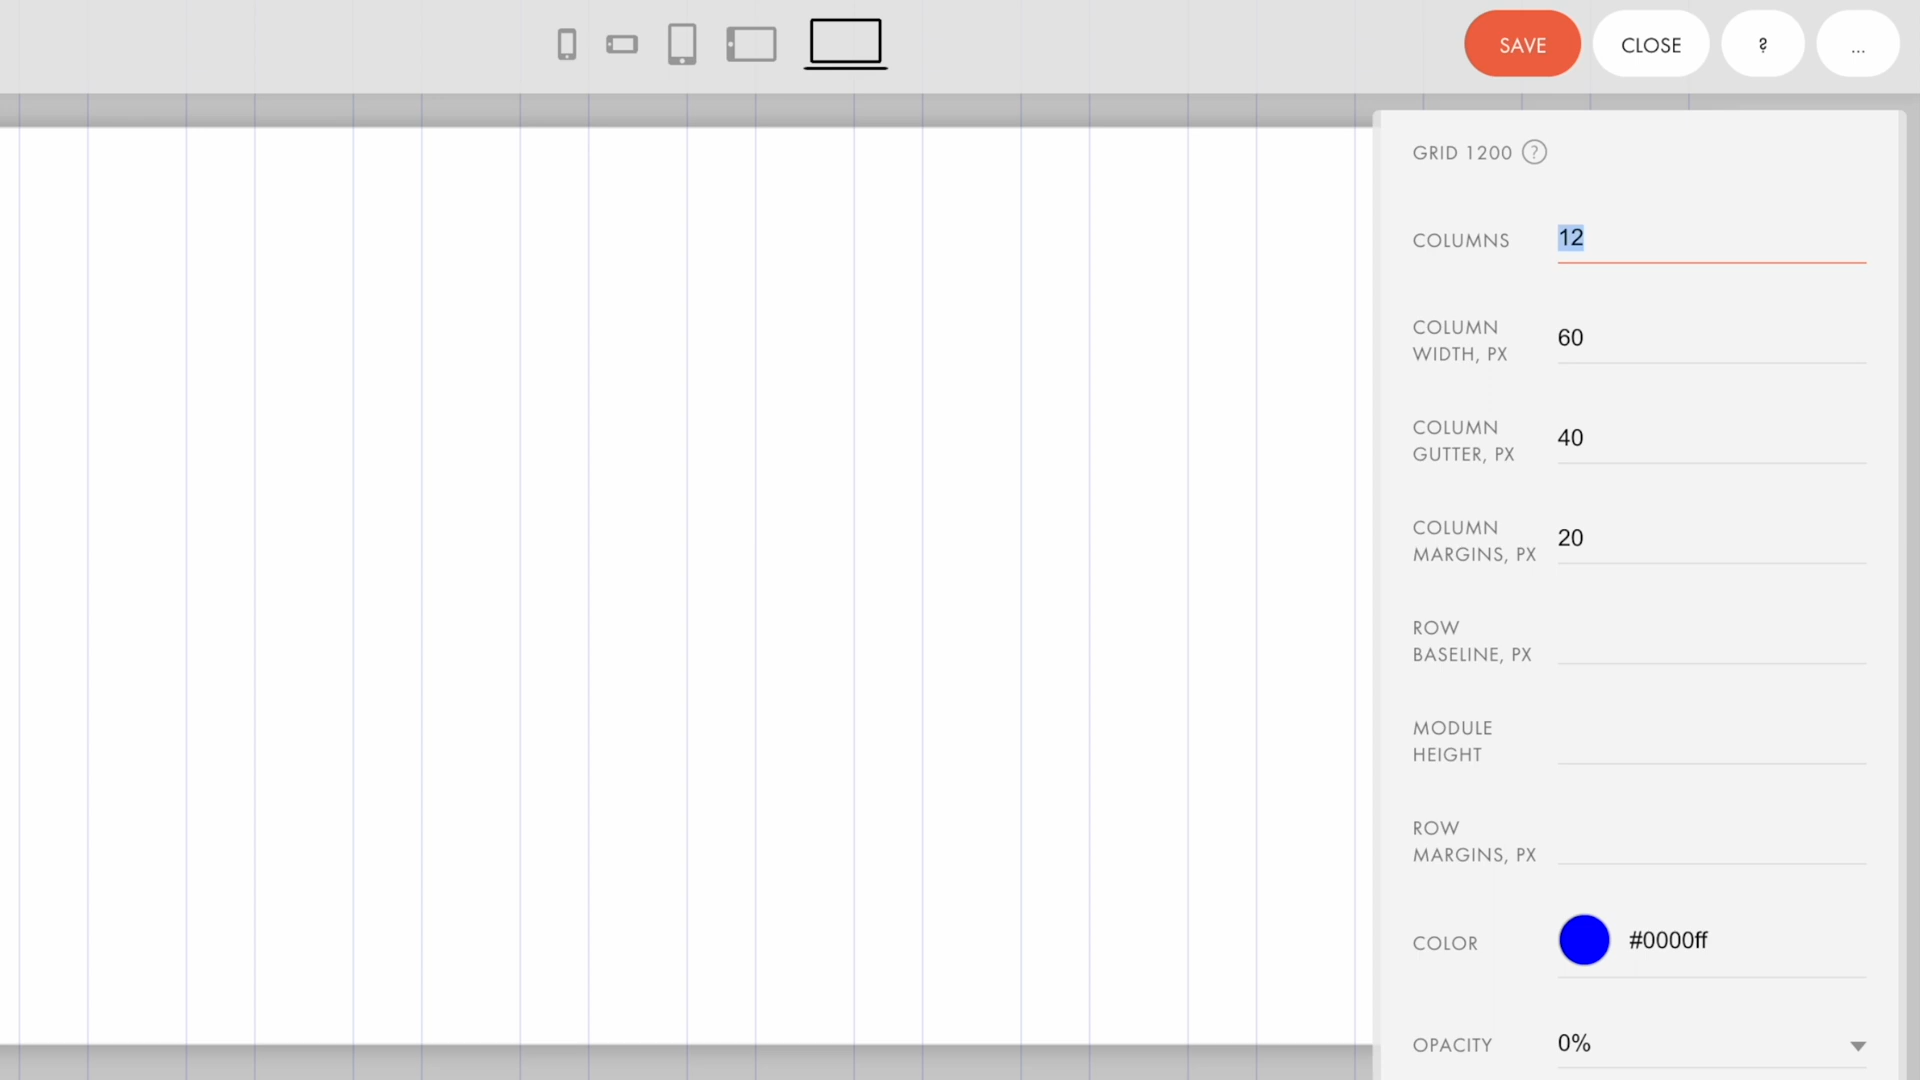 SAVE
CLOSE
?
...
GRID 1200 ?
COLUMNS
12
COLUMN
WIDTH, PX
60
COLUMN
GUTTER, PX
40
COLUMN
MARGINS, PX
20
ROW
BASELINE, PX
MODULE
HEIGHT
ROW
MARGINS, PX
COLOR
#0000ff
OPACITY
0%